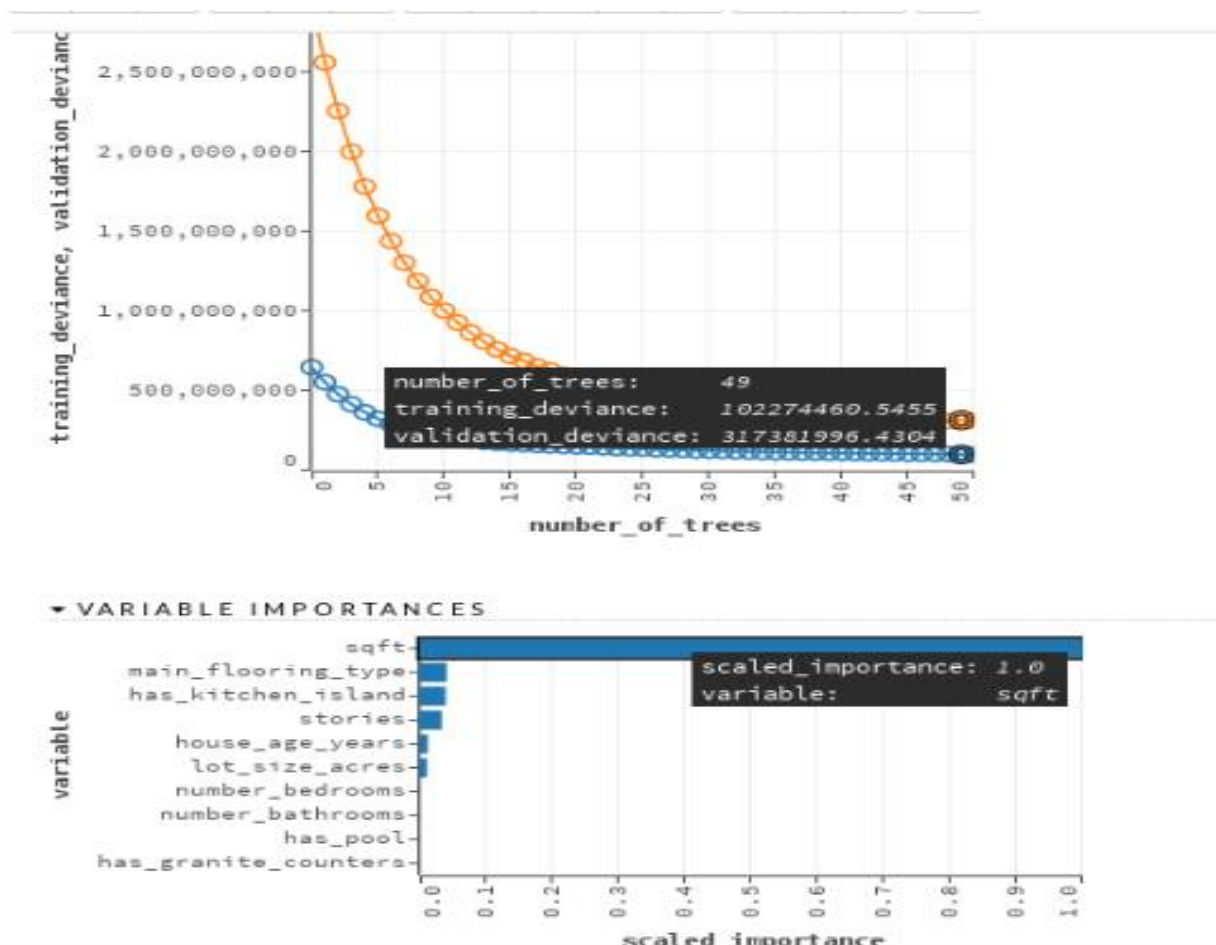 training_deviance, validation_devianc
2,500,000,000
2,000,000,000
1,500,000,000
1,000,000,000
500,000,000
0
number_of_trees: 49
training_deviance: 102274460.5455
validation_deviance: 317381996.4304
0 5 10 15 20 25 30 35 40 45 50
number_of_trees
VARIABLE IMPORTANCES
variable
sqft
main_flooring_type
has_kitchen_island
stories
house_age_years
lot_size_acres
number_bedrooms
number_bathrooms
has_pool
has_granite_counters
scaled_importance: 1.0
variable: sqft
0.0 0.1 0.2 0.3 0.4 0.5 0.6 0.7 0.8 0.9 1.0
scaled importance